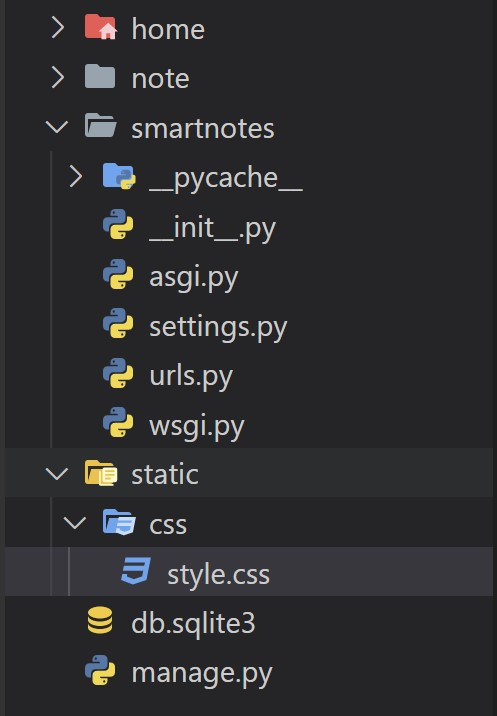 home
note
smartnotes
__pycache__
__init__.py
asgi.py
settings.py
urls.py
wsgi.py
static
css
style.css
db.sqlite3
manage.py